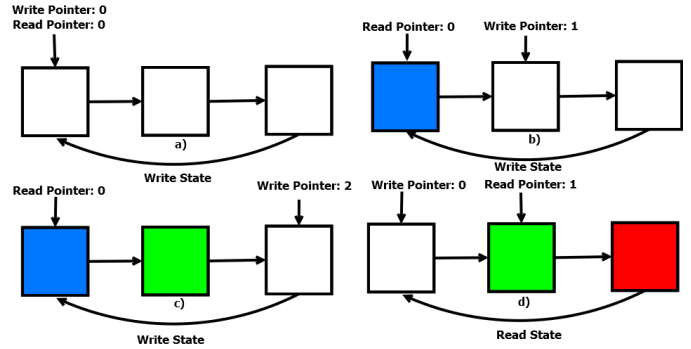 Write Pointer: 0
Read Pointer: 0
a)
Write State
Read Pointer: 0
Write Pointer: 1
b)
Write State
Read Pointer: 0
Write Pointer: 2
c)
Write State
Write Pointer: 0
Read Pointer: 1
d)
Read State